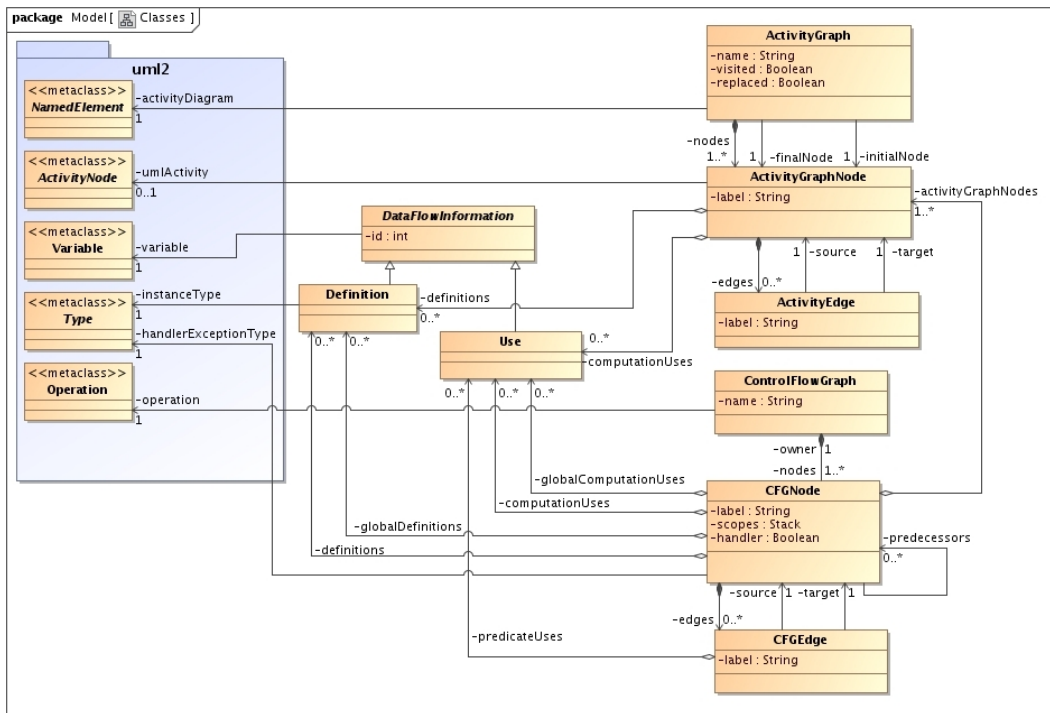 package Model [ Classes ]
uml2
<<metaclass>>
NamedElement
<<metaclass>>
ActivityNode
<<metaclass>>
Variable
<<metaclass>>
Type
<<metaclass>>
Operation
-activityDiagram
1
-umlActivity
0..1
-variable
1
-instanceType
1
-handlerExceptionType
1
-operation
1
ActivityGraph
-name : String
-visited : Boolean
-replaced : Boolean
-nodes
1..*
1
-finalNode
1
-initialNode
ActivityGraphNode
-label : String
-activityGraphNodes
1..*
DataFlowInformation
-id : int
1
-source
1
-target
-edges
0..*
Definition
-definitions
0..*
0..*
0..*
ActivityEdge
-label : String
Use
0..*
-computationUses
0..*
0..*
0..*
ControlFlowGraph
-name : String
-owner
1
-nodes
1..*
-globalComputationUses
-computationUses
-globalDefinitions
-definitions
CFGNode
-label : String
-scopes : Stack
-handler : Boolean
-predecessors
0..*
-source
1
-target
1
-edges
0..*
-predicateUses
CFGEdge
-label : String